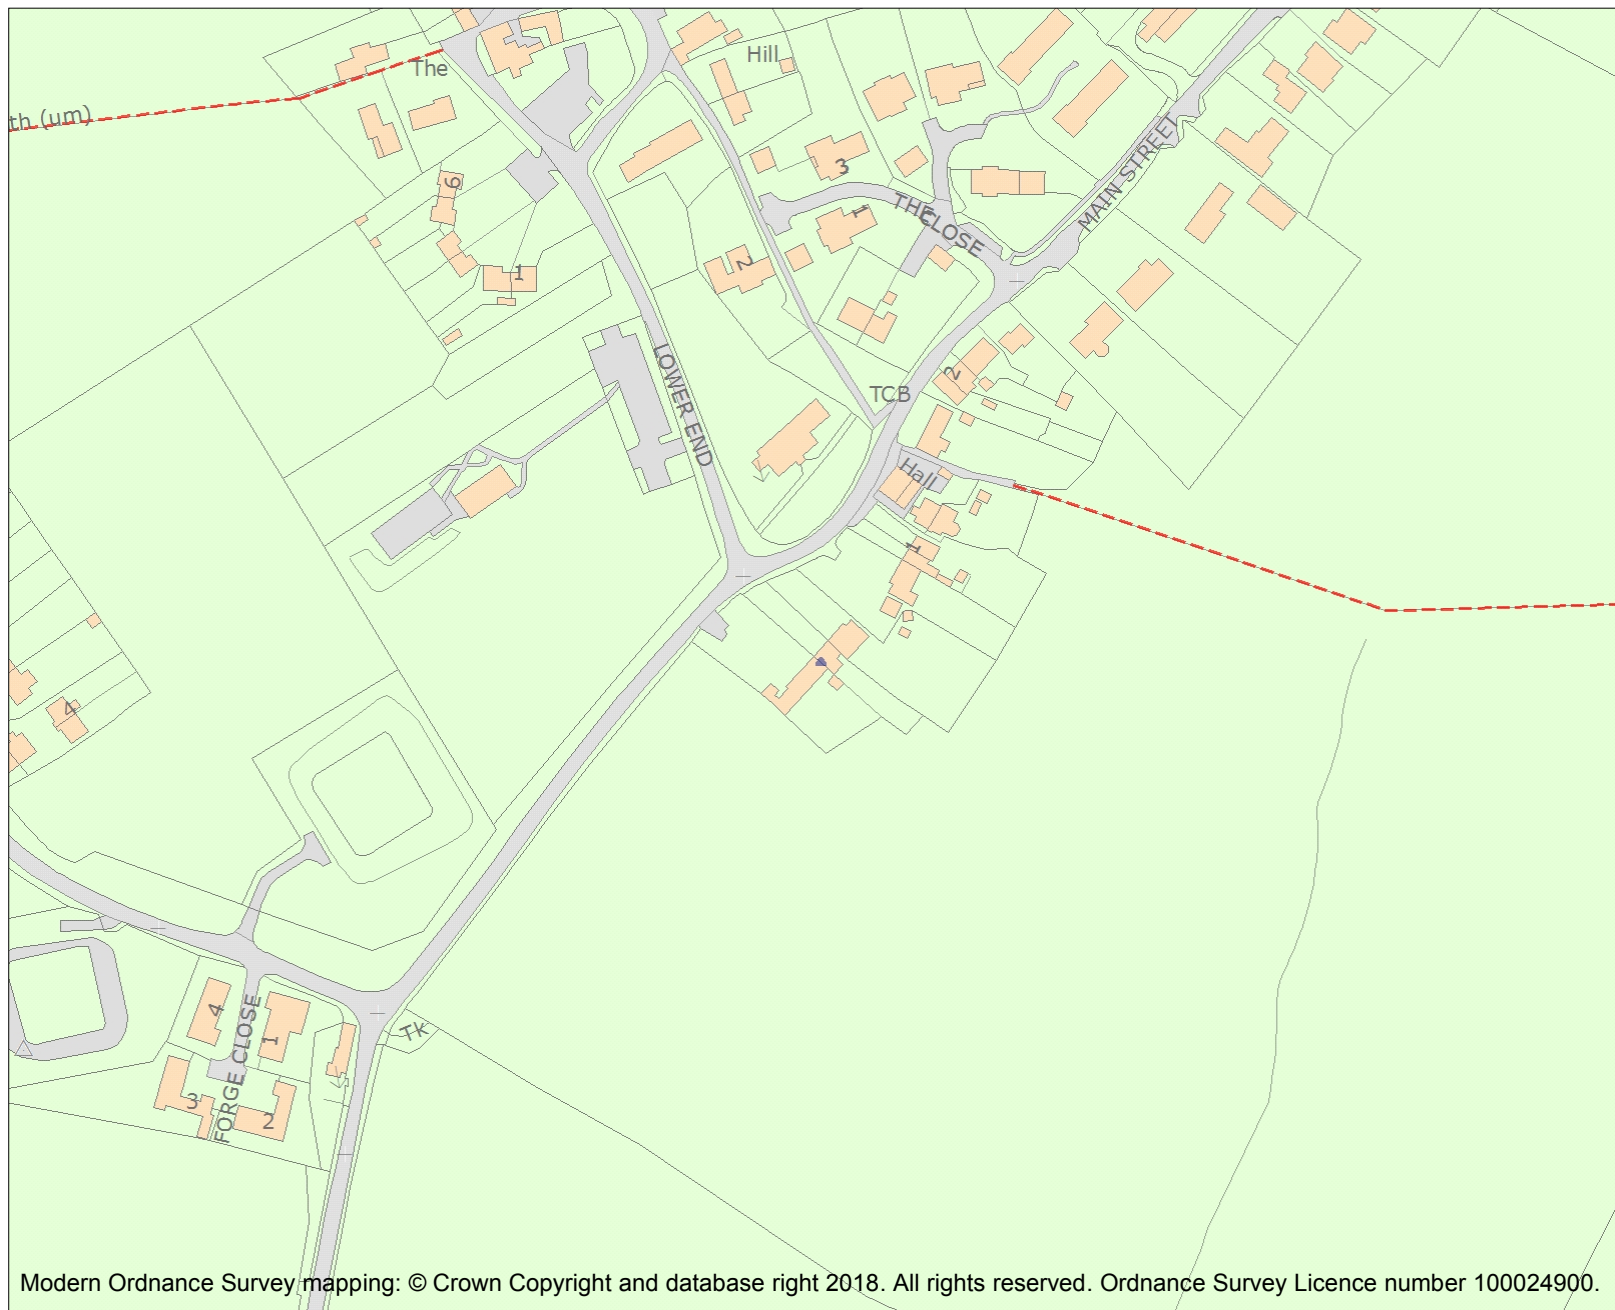 The
Hill
th (um)
6
3
MAIN STREET
1
THE CLOSE
2
1
LOWER END
2
TCB
Hall
1
4
4
FORGE CLOSE
1
Tk
3
2
Modern Ordnance Survey mapping: © Crown Copyright and database right 2018. All rights reserved. Ordnance Survey Licence number 100024900.